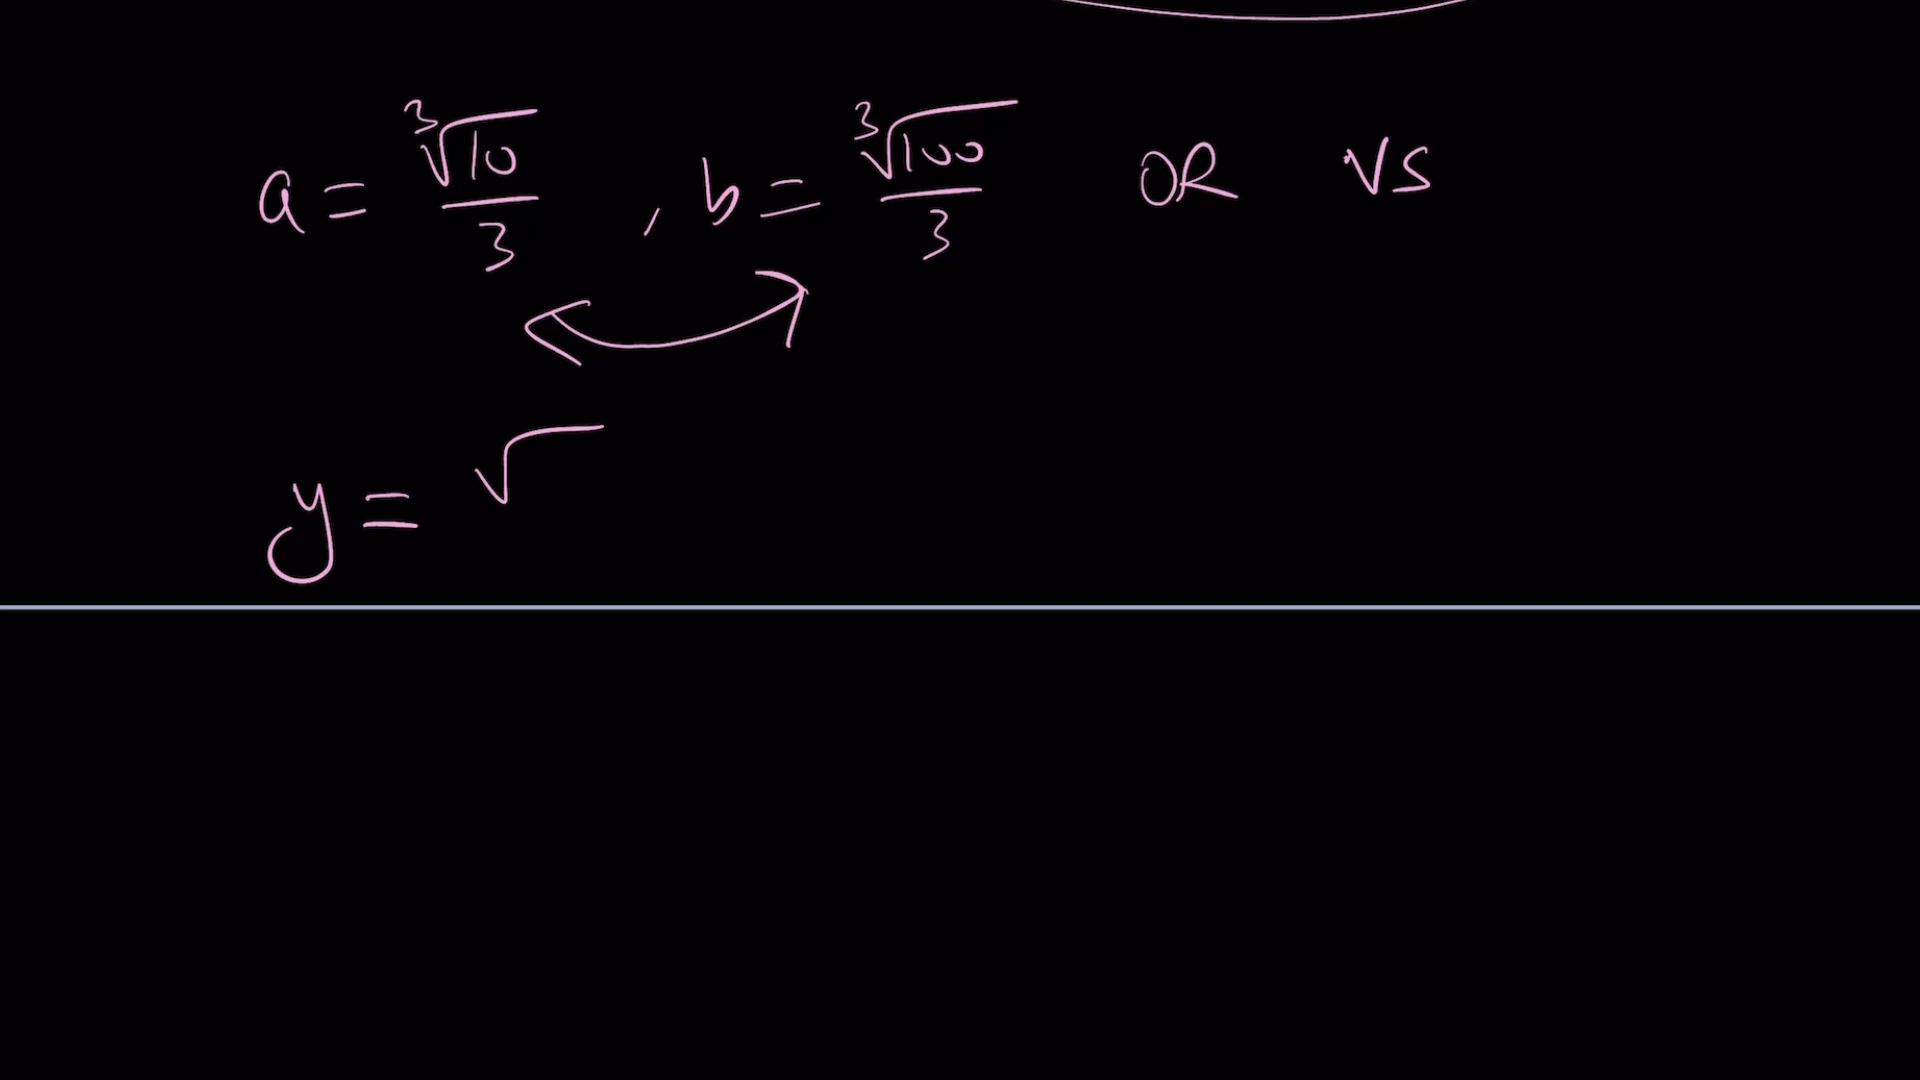 a = ∛10/3 , b = ∛100/3 OR VS
y = √